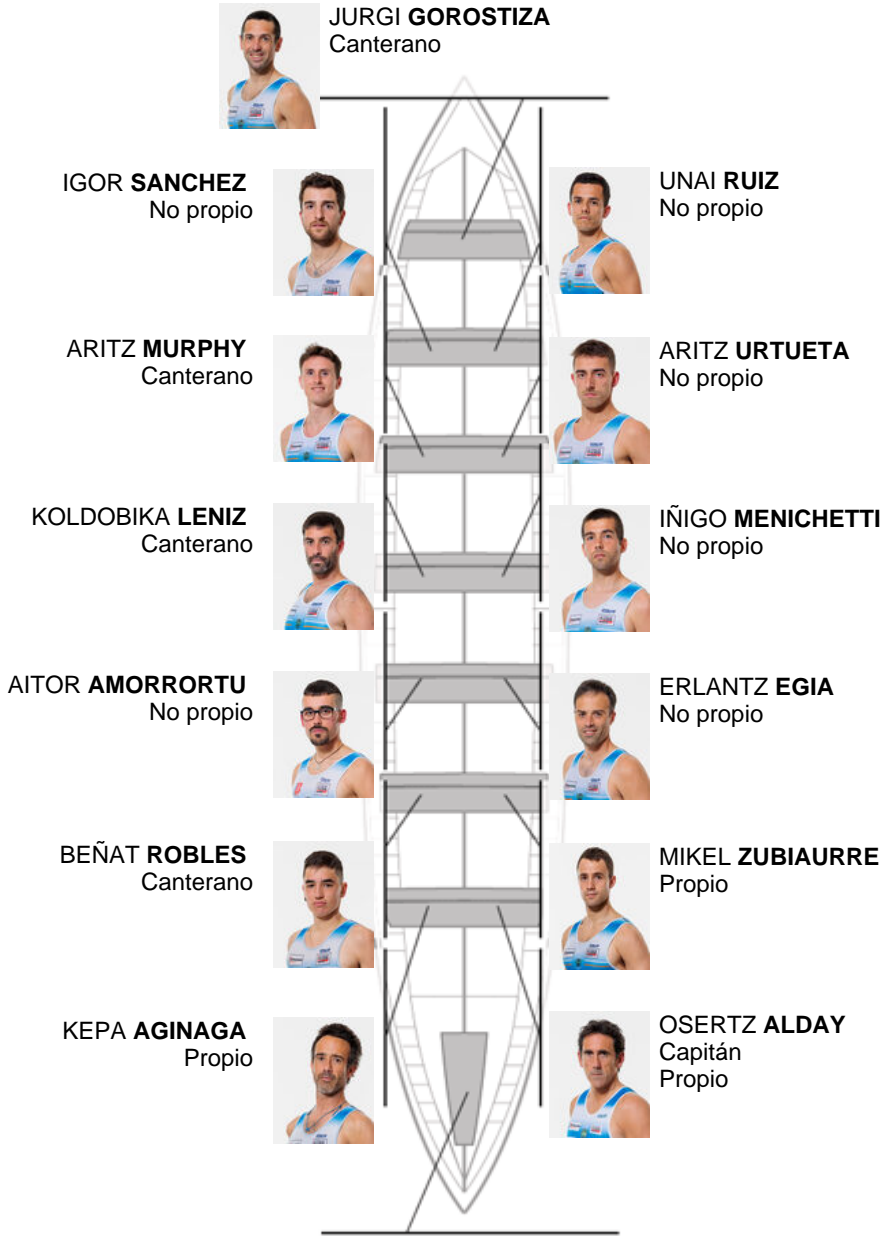 JURGI GOROSTIZA
Canterano
IGOR SANCHEZ
No propio
UNAI RUIZ
No propio
ARITZ MURPHY
Canterano
ARITZ URTUETA
No propio
KOLDOBIKA LENIZ
Canterano
IÑIGO MENICHETTI
No propio
AITOR AMORRORTU
No propio
ERLANTZ EGIA
No propio
BEÑAT ROBLES
Canterano
MIKEL ZUBIAURRE
Propio
KEPA AGINAGA
Propio
OSERTZ ALDAY
Capitán
Propio